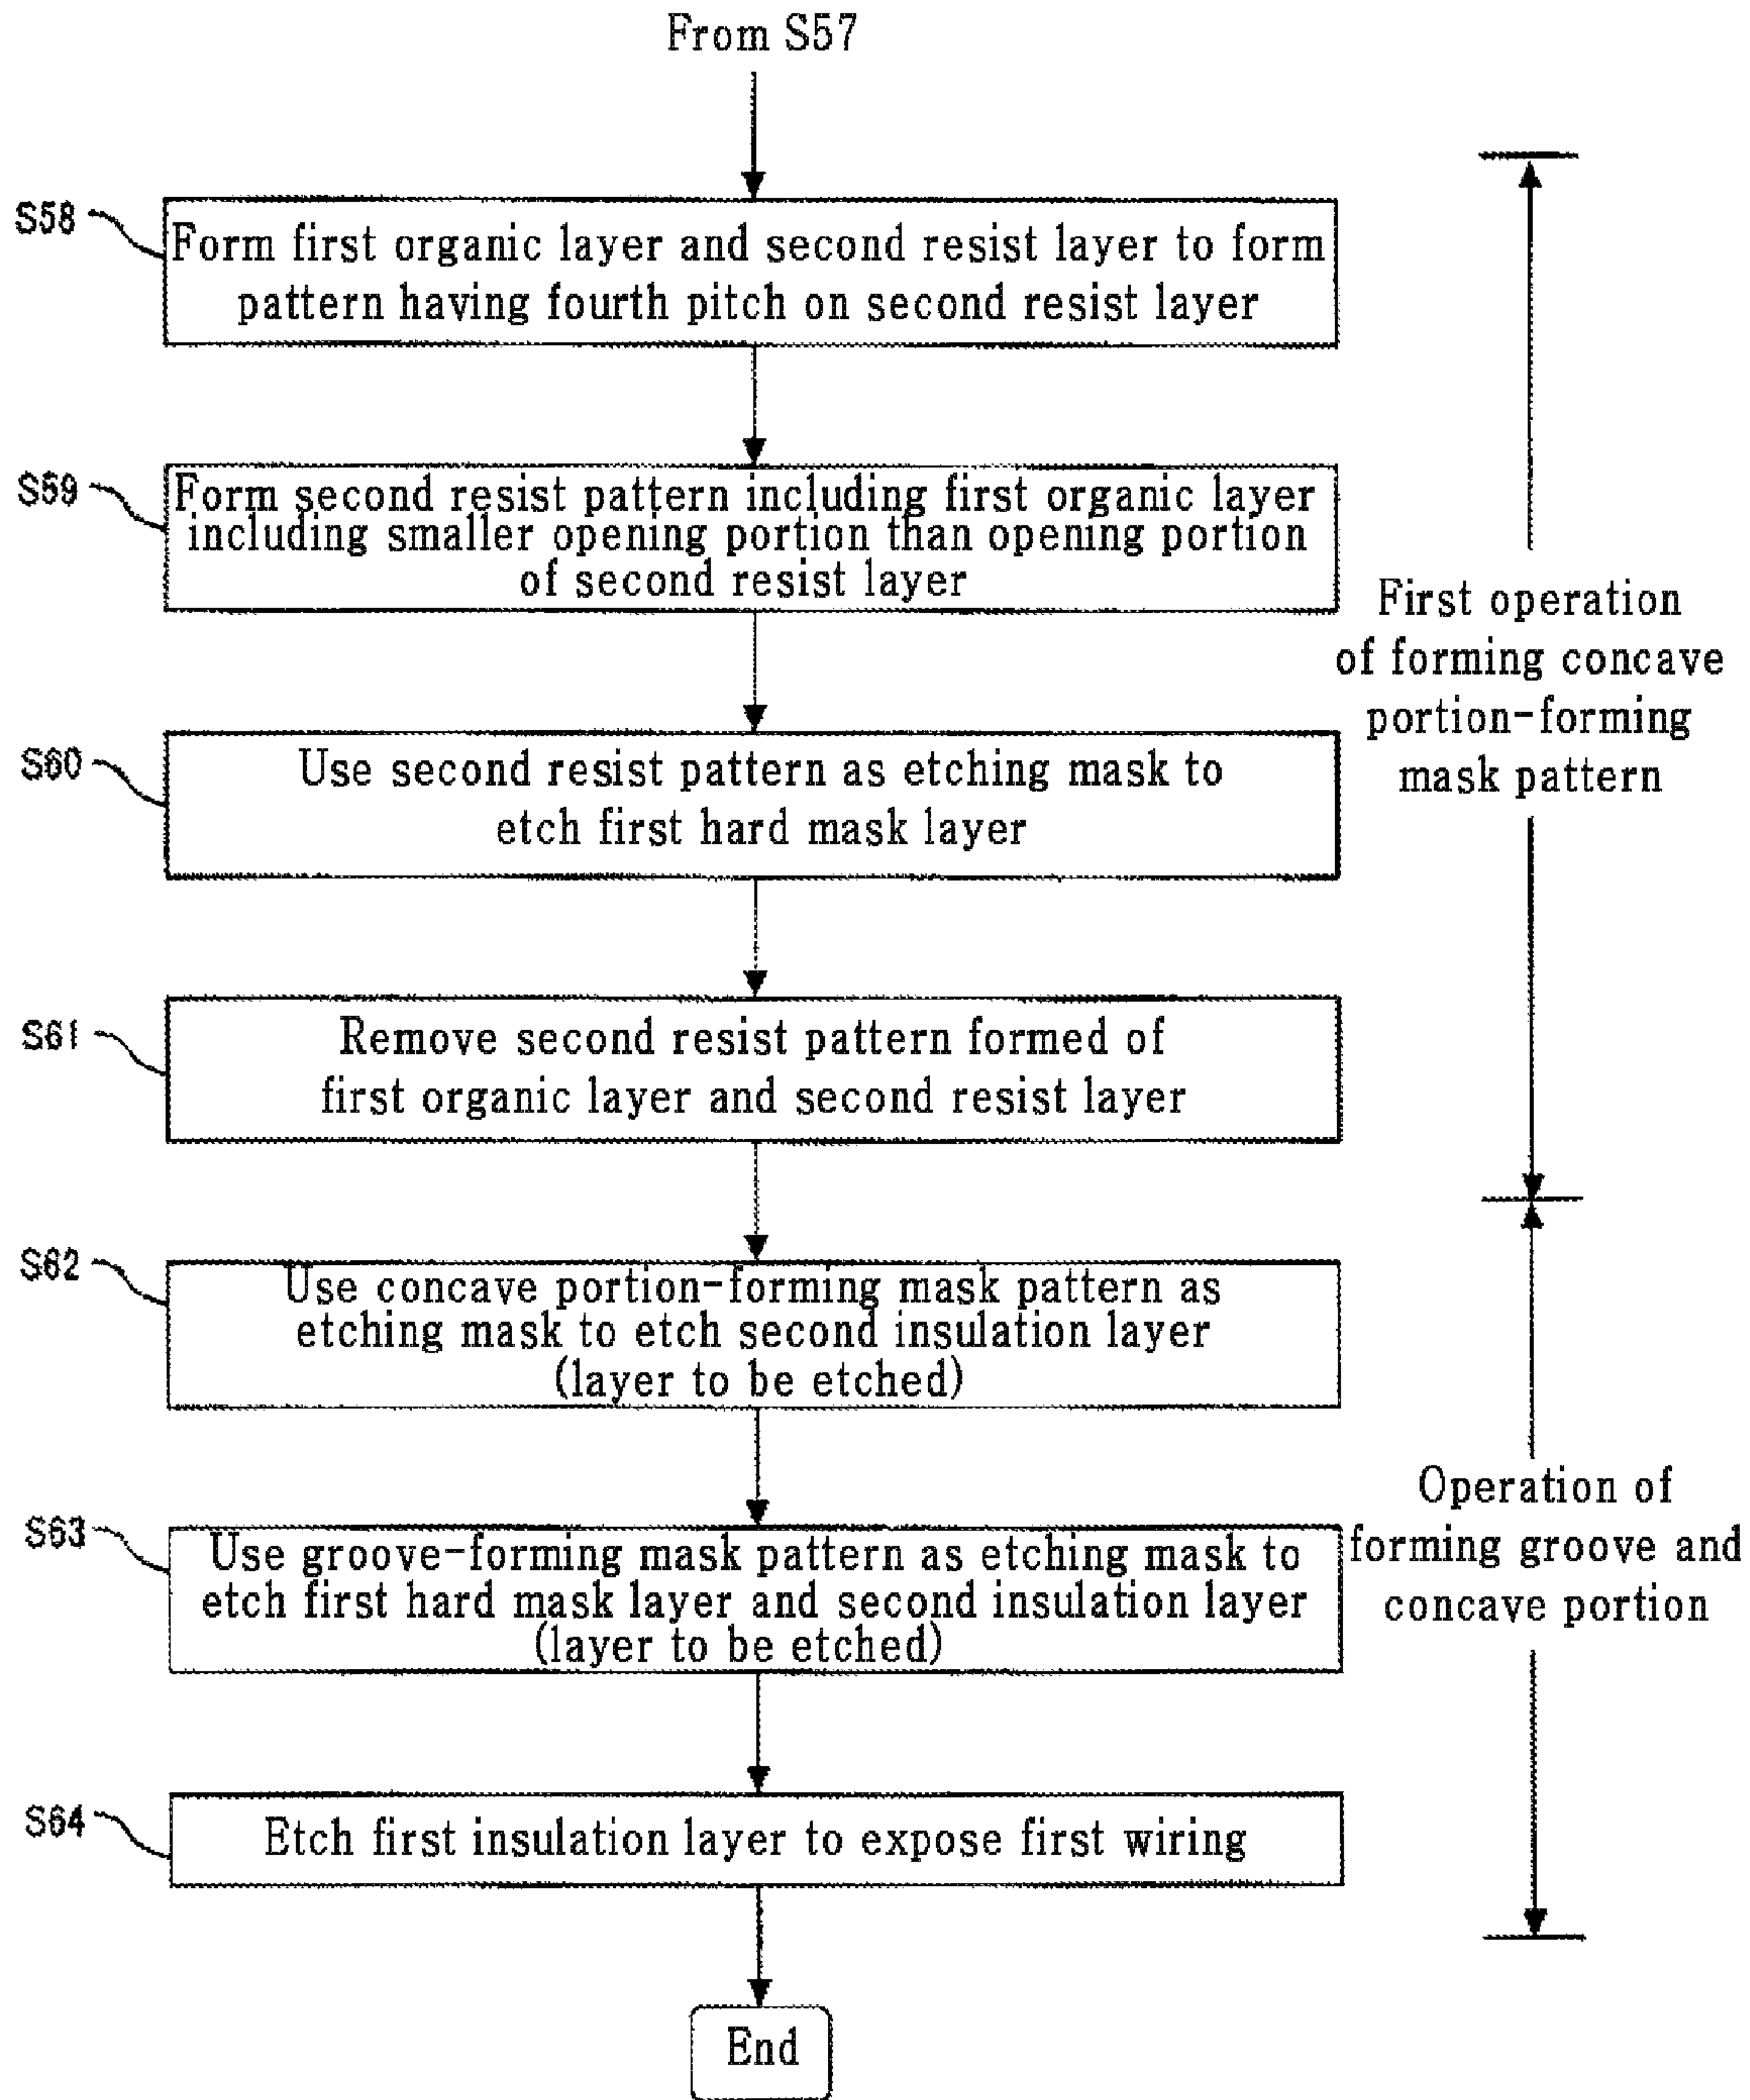 From S57
S58
Form first organic layer and second resist layer to form
pattern having fourth pitch on second resist layer
S59
Form second resist pattern including first organic layer
including smaller opening portion than opening portion
of second resist layer
First operation
of forming concave
portion-forming
mask pattern
S60
Use second resist pattern as etching mask to
etch first hard mask layer
S61
Remove second resist pattern formed of
first organic layer and second resist layer
S62
Use concave portion-forming mask pattern as
etching mask to etch second insulation layer
(layer to be etched)
S63
Use groove-forming mask pattern as etching mask to
etch first hard mask layer and second insulation layer
(layer to be etched)
Operation of
forming groove and
concave portion
S64
Etch first insulation layer to expose first wiring
End